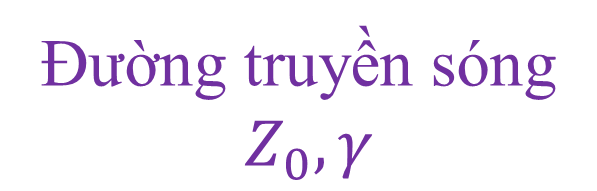 Đường truyền sóng
Z₀, γ